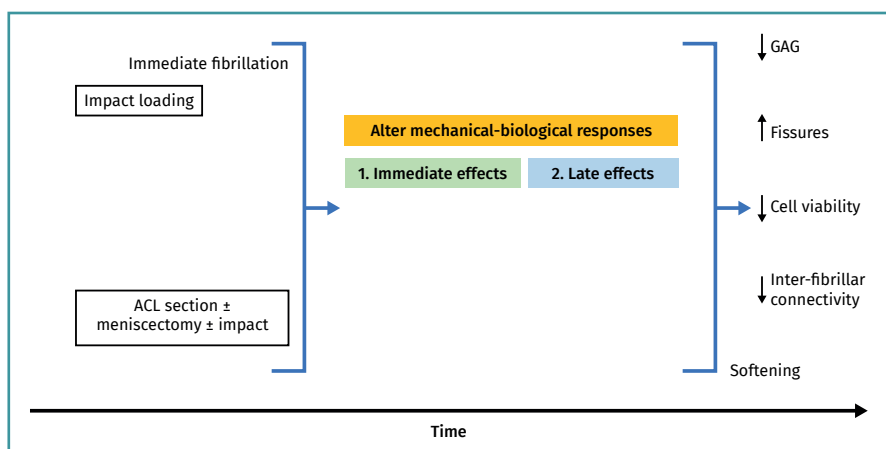 Immediate fibrillation
Impact loading
ACL section ±
meniscectomy ± impact
Alter mechanical-biological responses
1. Immediate effects
2. Late effects
GAG
Fissures
Cell viability
Inter-fibrillar
connectivity
Softening
Time